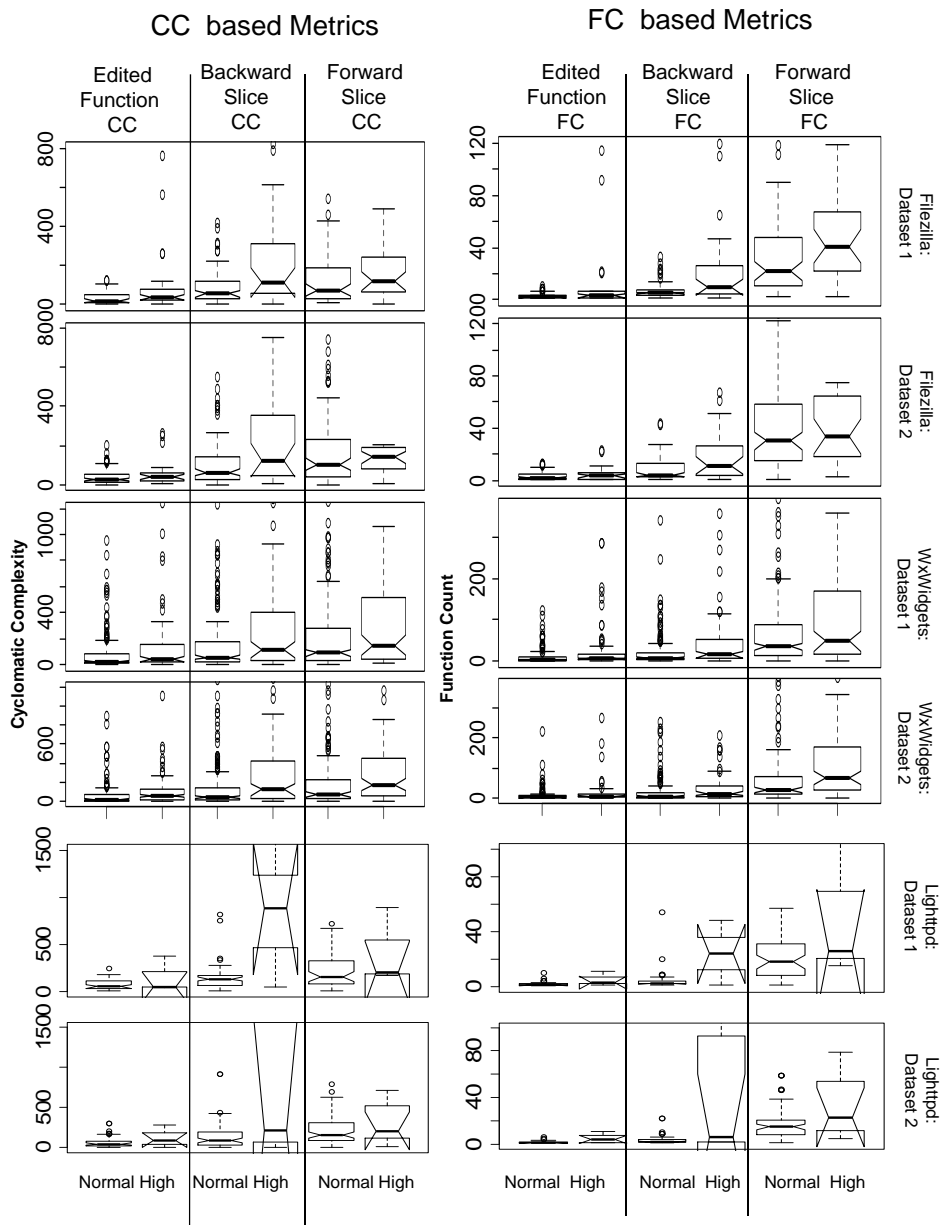 CC based Metrics
FC based Metrics
Edited
Function
CC
Backward
Slice
CC
Forward
Slice
CC
Edited
Function
FC
Backward
Slice
FC
Forward
Slice
FC
Cyclomatic Complexity
Function Count
800
400
0
800
400
0
1000
400
0
600
0
1500
500
0
1500
500
0
120
80
40
0
120
80
40
0
200
0
200
0
80
40
0
80
40
0
Filezilla:
Dataset 1
Filezilla:
Dataset 2
WxWidgets:
Dataset 1
WxWidgets:
Dataset 2
Lighttpd:
Dataset 1
Lighttpd:
Dataset 2
Normal High
Normal High
Normal High
Normal High
Normal High
Normal High